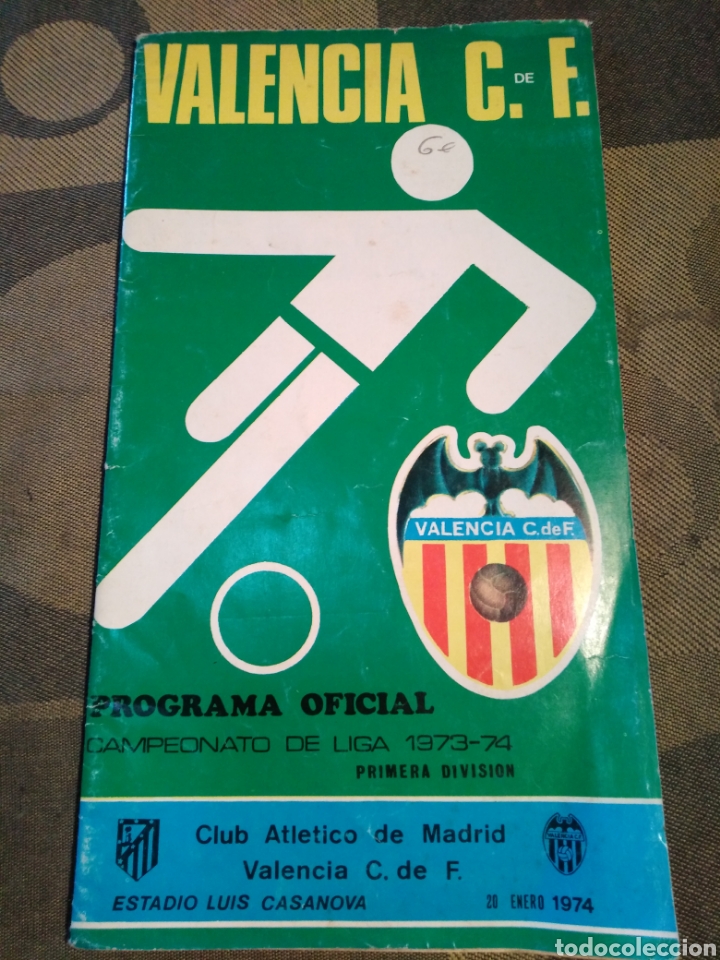 VALENCIA C. DE F.
6€
VALENCIA C.deF.
PROGRAMA OFICIAL
CAMPEONATO DE LIGA 1973-74
PRIMERA DIVISION
Club Atletico de Madrid
Valencia C. de F.
ESTADIO LUIS CASANOVA 20 ENERO 1974
todocoleccion